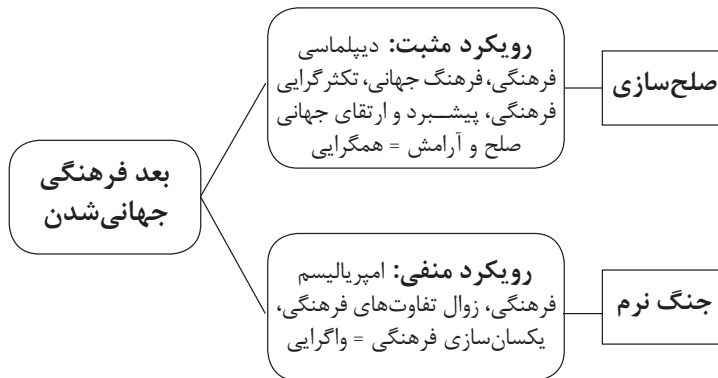 رویکرد مثبت: دیپلماسی
فرهنگی، فرهنگ جهانی، تکثرگرایی
فرهنگی، پیشـــبرد و ارتقای جهانی
صلح و آرامش = همگرایی
صلح‌سازی
بعد فرهنگی
جهانی‌شدن
رویکرد منفی: امپریالیسم
فرهنگی، زوال تفاوت‌های فرهنگی،
یکسان‌سازی فرهنگی = واگرایی
جنگ نرم